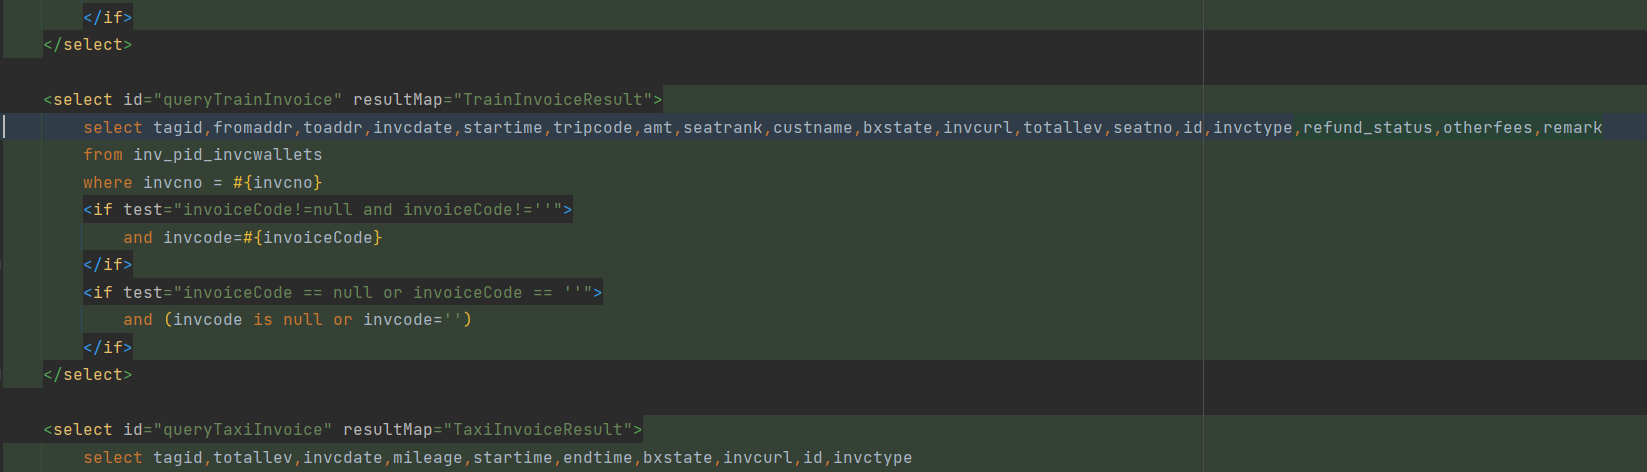 </if>
</select>
<select id="queryTrainInvoice" resultMap="TrainInvoiceResult">
select tagid,fromaddr,toaddr,invcdate,startime,tripcode,amt,seatrank,custname,bxstate,invcurl,totallev,seatno,id,invctype,refund_status,otherfees,remark
from inv_pid_invcwallets
where invcno = #{invcno}
<if test="invoiceCode!=null and invoiceCode!=''">
and invcode=#{invoiceCode}
</if>
<if test="invoiceCode == null or invoiceCode == ''">
and (invcode is null or invcode='')
</if>
</select>
<select id="queryTaxiInvoice" resultMap="TaxiInvoiceResult">
select tagid,totallev,invcdate,mileage,startime,endtime,bxstate,invcurl,id,invctype